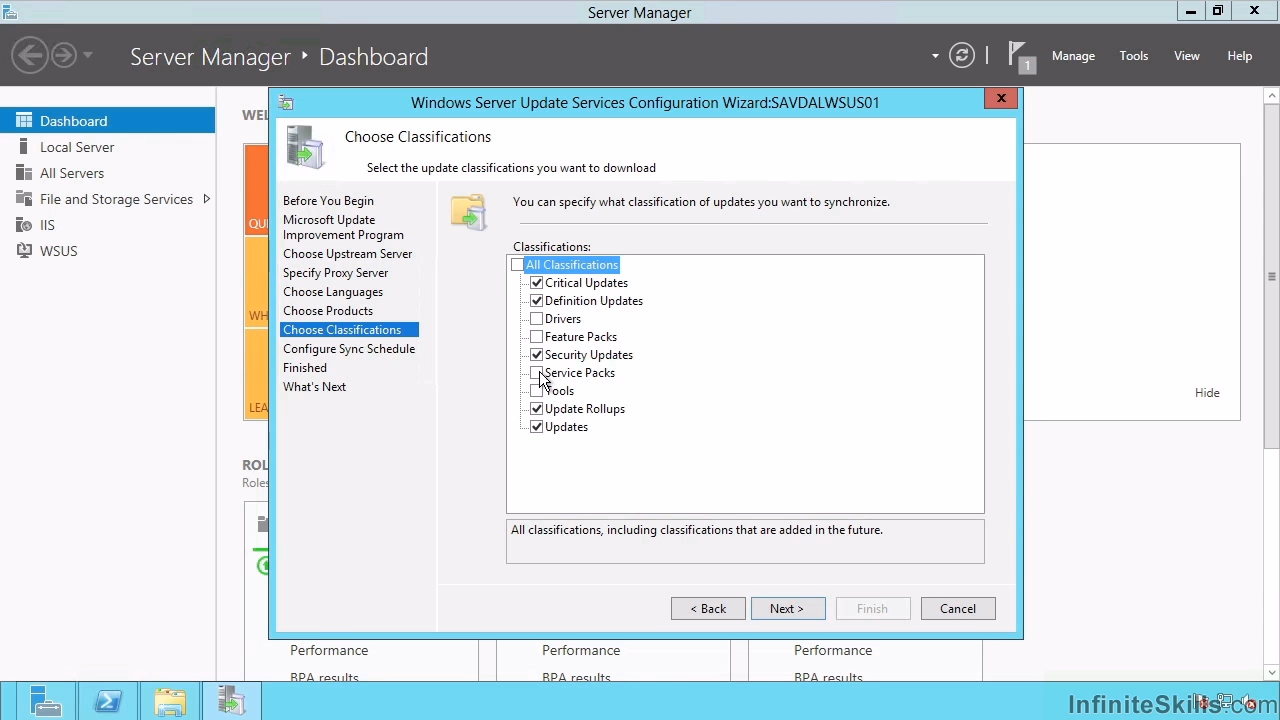 Server Manager
Server Manager ‣ Dashboard
1
Manage
Tools
View
Help
Dashboard
Local Server
All Servers
File and Storage Services
IIS
WSUS
WEL
QUI
WH
LEA
Hide
ROL
Roles
Windows Server Update Services Configuration Wizard:SAVDALWSUS01
Choose Classifications
Select the update classifications you want to download
Before You Begin
Microsoft Update
Improvement Program
Choose Upstream Server
Specify Proxy Server
Choose Languages
Choose Products
Choose Classifications
Configure Sync Schedule
Finished
What's Next
You can specify what classification of updates you want to synchronize.
Classifications:
All Classifications
Critical Updates
Definition Updates
Drivers
Feature Packs
Security Updates
Service Packs
Tools
Update Rollups
Updates
All classifications, including classifications that are added in the future.
< Back
Next >
Finish
Cancel
Performance
Performance
Performance
BPA results
BPA results
BPA results
InfiniteSkills.com